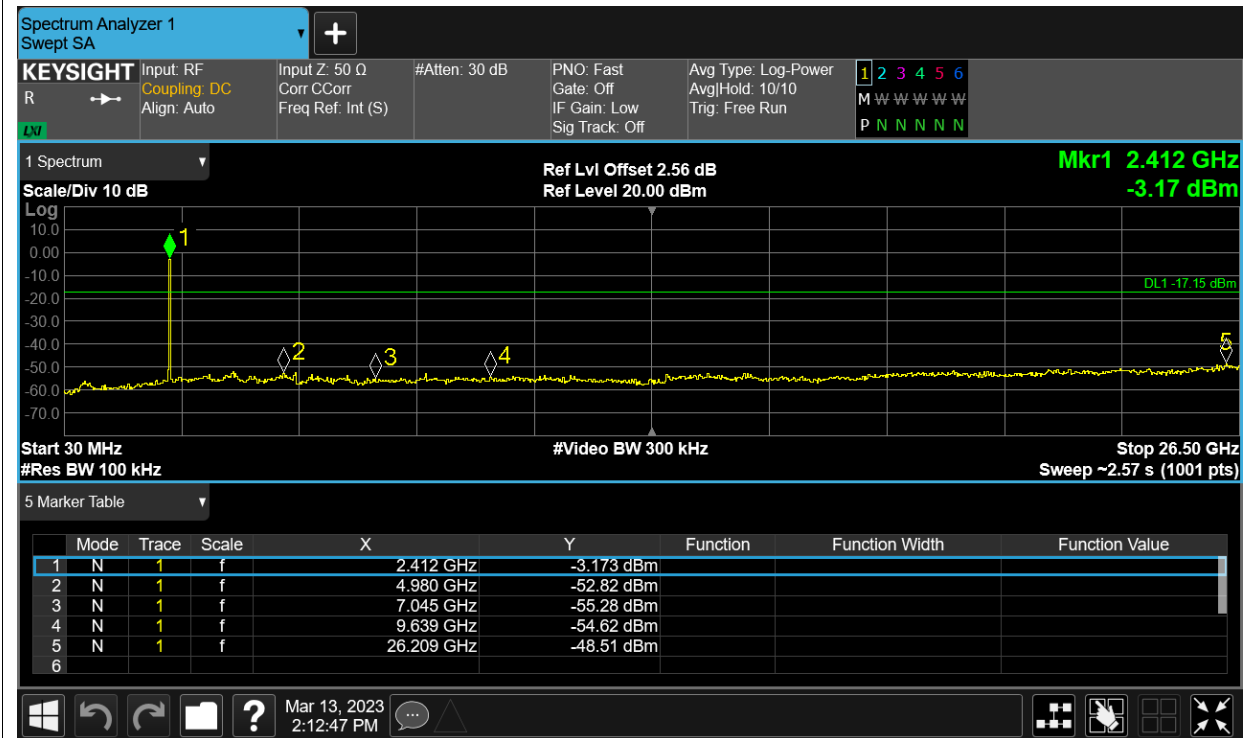 Spectrum Analyzer 1
Swept SA
▼
+
KEYSIGHT
R
LXI
Input: RF
Coupling: DC
Align: Auto
Input Z: 50 Ω
Corr CCorr
Freq Ref: Int (S)
#Atten: 30 dB
PNO: Fast
Gate: Off
IF Gain: Low
Sig Track: Off
Avg Type: Log-Power
Avg|Hold: 10/10
Trig: Free Run
1 2 3 4 5 6
M W W W W W
P N N N N N
1 Spectrum
Scale/Div 10 dB
Ref Lvl Offset 2.56 dB
Ref Level 20.00 dBm
Mkr1 2.412 GHz
-3.17 dBm
Log
10.0
0.00
-10.0
-20.0
-30.0
-40.0
-50.0
-60.0
-70.0
1
DL1 -17.15 dBm
2
3
4
5
Start 30 MHz
#Res BW 100 kHz
#Video BW 300 kHz
Stop 26.50 GHz
Sweep ~2.57 s (1001 pts)
5 Marker Table
Mode Trace Scale X Y Function Function Width Function Value
1 N 1 f 2.412 GHz -3.173 dBm
2 N 1 f 4.980 GHz -52.82 dBm
3 N 1 f 7.045 GHz -55.28 dBm
4 N 1 f 9.639 GHz -54.62 dBm
5 N 1 f 26.209 GHz -48.51 dBm
6
?
Mar 13, 2023
2:12:47 PM